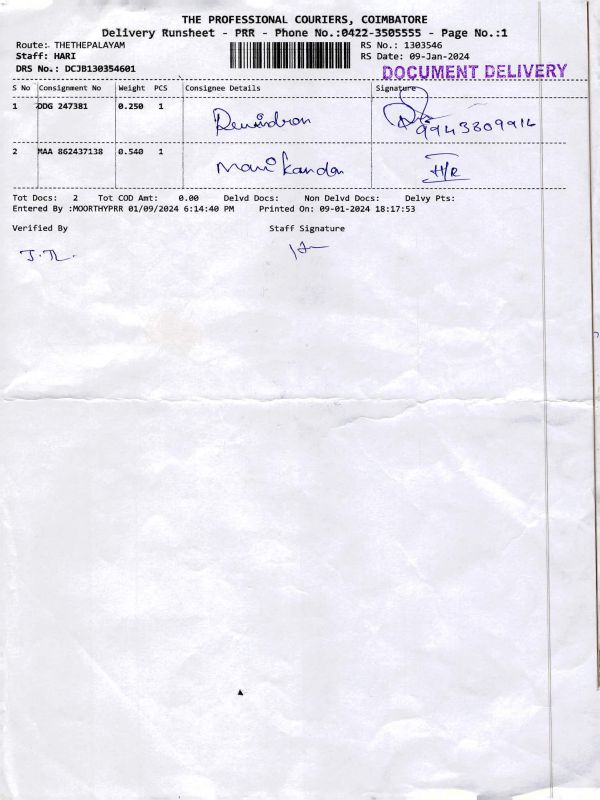 THE PROFESSIONAL COURIERS, COIMBATORE
Delivery Runsheet - PRR - Phone No.:0422-3505555 - Page No.:1
Route: THETHEPALAYAM RS No.: 1303546
Staff: HARI RS Date: 09-Jan-2024
DRS No.: DCJB130354601 DOCUMENT DELIVERY
S No Consignment No Weight PCS Consignee Details Signature
1 ODG 247381 0.250 1 9943309914
2 MAA 862437138 0.540 1 Mani kandan H/R
Tot Docs: 2 Tot COD Amt: 0.00 Delvd Docs: Non Delvd Docs: Delvy Pts:
Entered By :MOORTHYPRR 01/09/2024 6:14:40 PM Printed On: 09-01-2024 18:17:53
Verified By Staff Signature